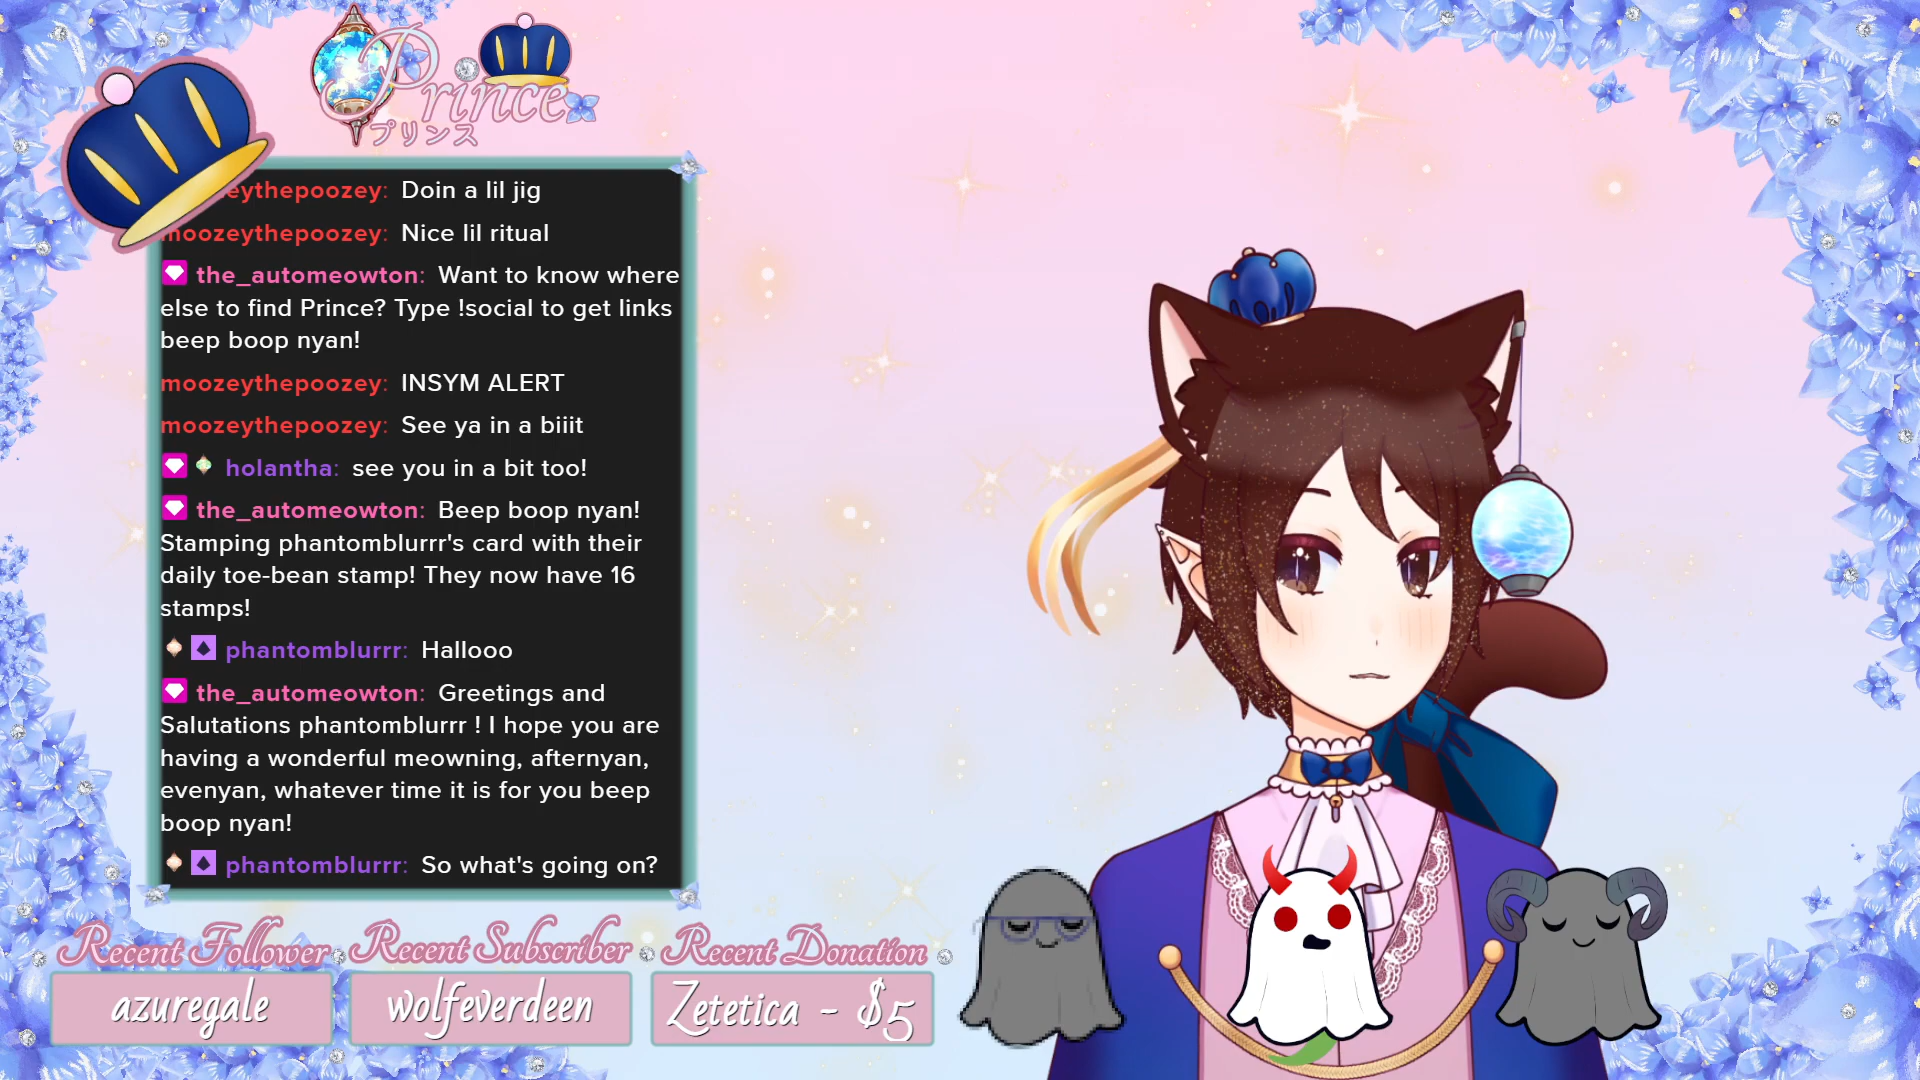 Prince
プリンス
eythepoozey: Doin a lil jig
moozeythepoozey: Nice lil ritual
the_automeowton: Want to know where
else to find Prince? Type !social to get links
beep boop nyan!
moozeythepoozey: INSYM ALERT
moozeythepoozey: See ya in a biiit
holantha: see you in a bit too!
the_automeowton: Beep boop nyan!
Stamping phantomblurrr's card with their
daily toe-bean stamp! They now have 16
stamps!
phantomblurrr: Hallooo
the_automeowton: Greetings and
Salutations phantomblurrr ! I hope you are
having a wonderful meowning, afternyan,
evenyan, whatever time it is for you beep
boop nyan!
phantomblurrr: So what's going on?
Recent Follower
Recent Subscriber
Recent Donation
azuregale
wolfeverdeen
Zetetica - $5